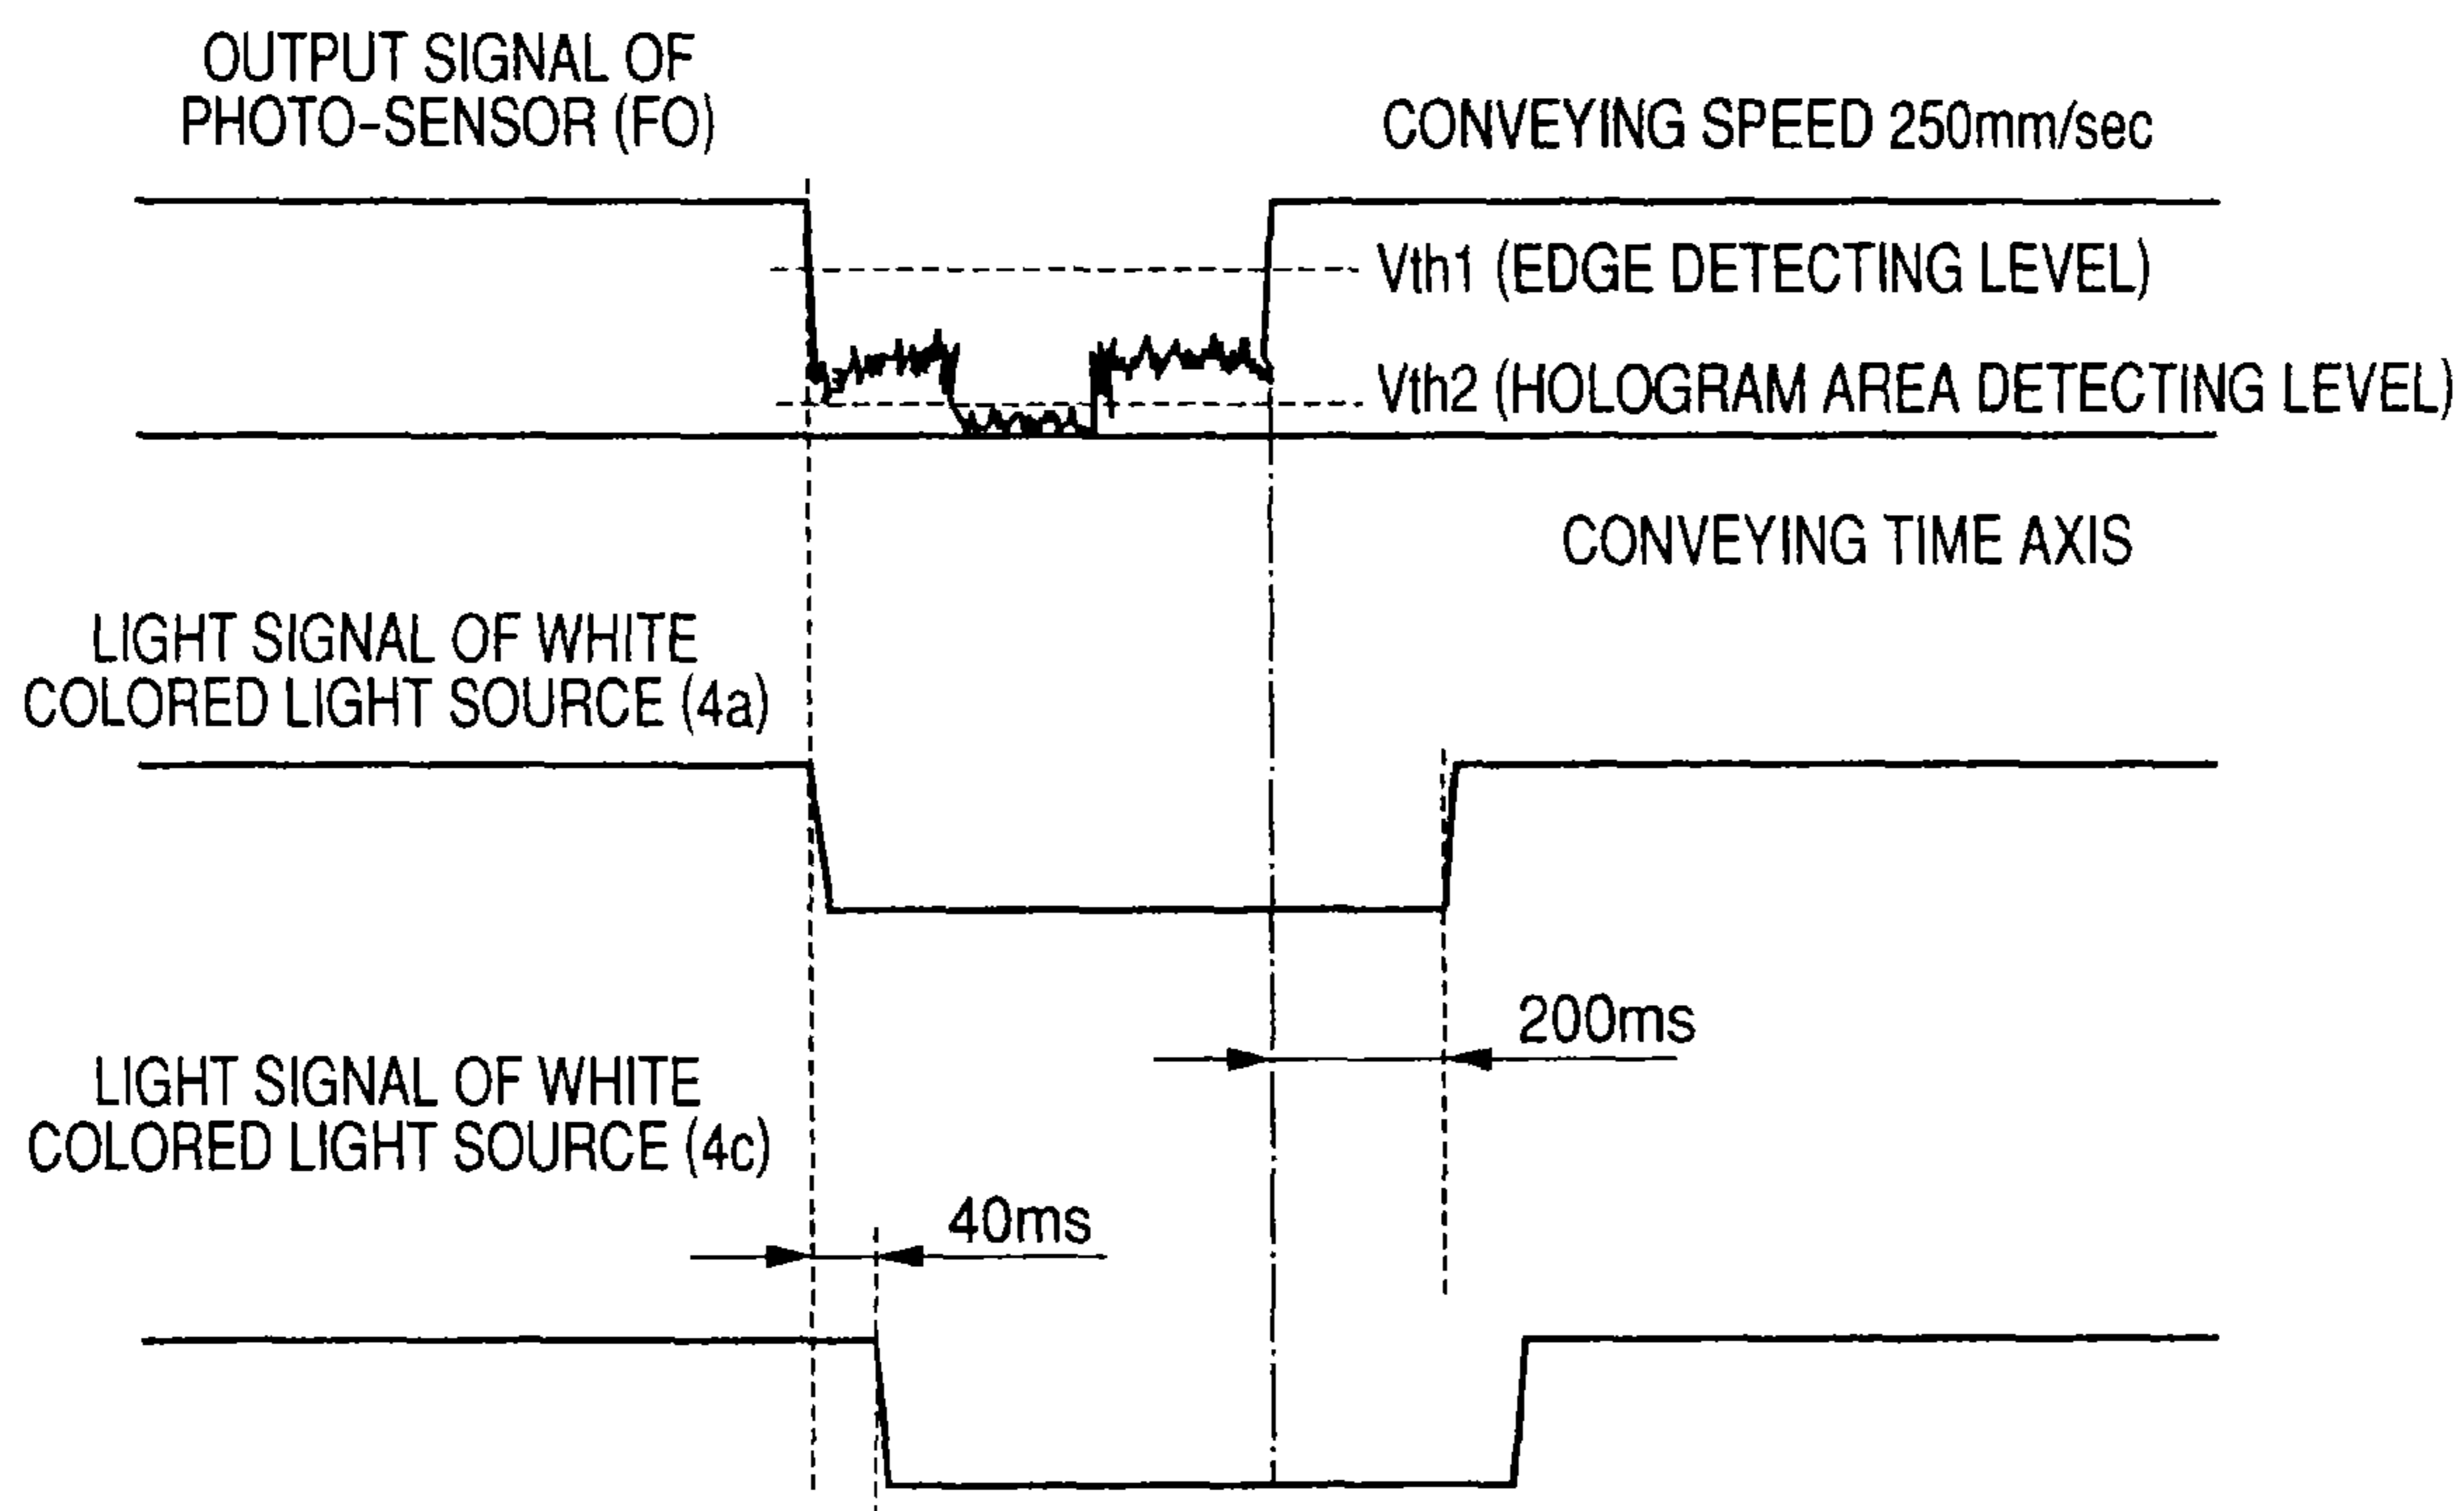 OUTPUT SIGNAL OF
PHOTO-SENSOR (FO)
CONVEYING SPEED 250mm/sec
Vth1 (EDGE DETECTING LEVEL)
Vth2 (HOLOGRAM AREA DETECTING LEVEL)
CONVEYING TIME AXIS
LIGHT SIGNAL OF WHITE
COLORED LIGHT SOURCE (4a)
200ms
LIGHT SIGNAL OF WHITE
COLORED LIGHT SOURCE (4c)
40ms